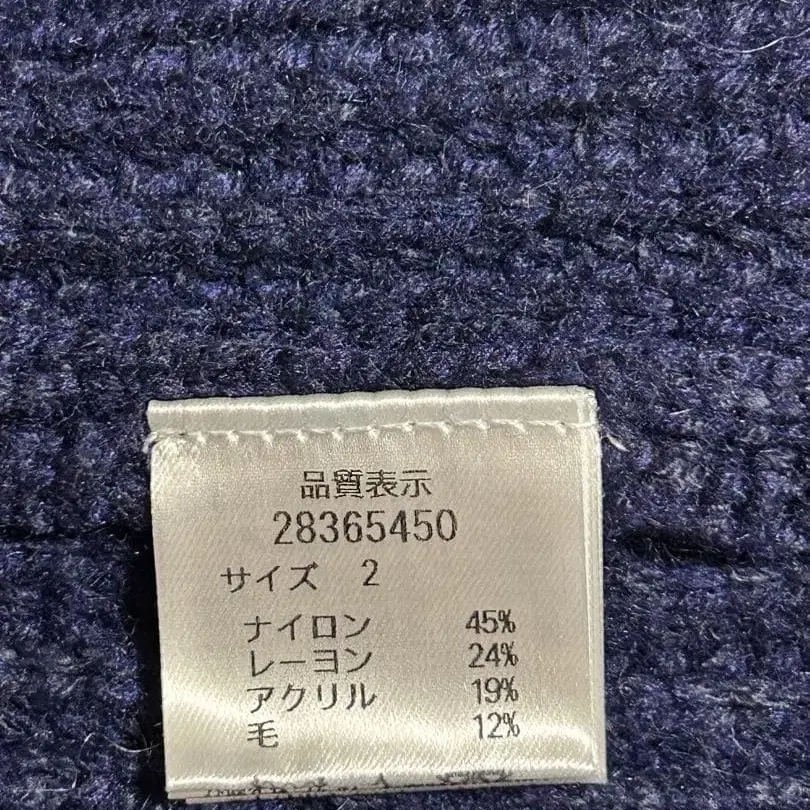 品質表示
28365450
サイズ 2
ナイロン 45%
レーヨン 24%
アクリル 19%
毛 12%